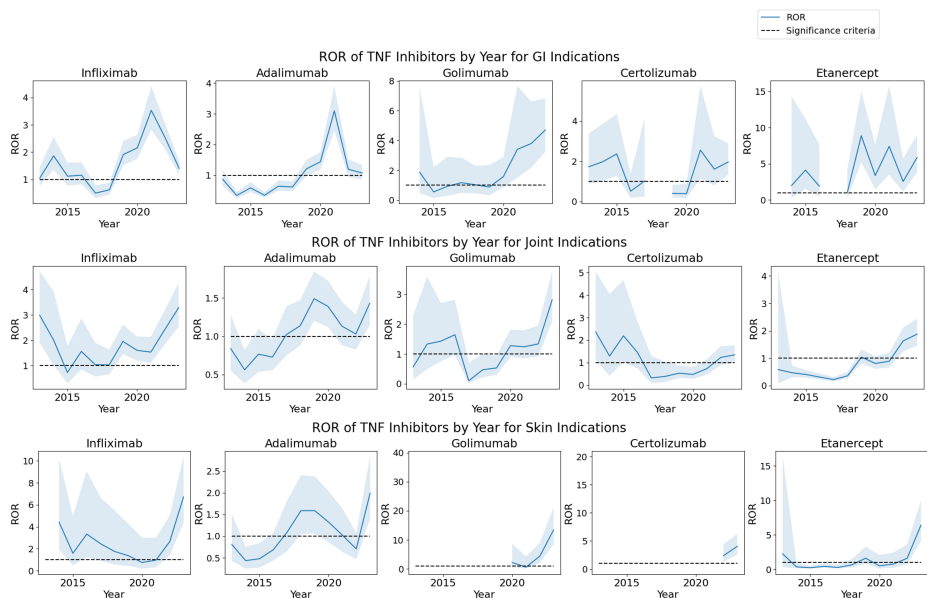 ROR
Significance criteria
ROR of TNF Inhibitors by Year for GI Indications
Infliximab Adalimumab Golimumab Certolizumab Etanercept
4 4 8 15
3 3 6 4 10
2 2 4 2 5
1 1 2 0 0
0 0
ROR ROR ROR ROR ROR
2015 2020 2015 2020 2015 2020 2015 2020 2015 2020
Year Year Year Year Year
ROR of TNF Inhibitors by Year for Joint Indications
Infliximab Adalimumab Golimumab Certolizumab Etanercept
4 1.5 3 5 4
3 1.0 2 4 3
2 0.5 1 3 2
1 0 2 1
1 0
0
ROR ROR ROR ROR ROR
2015 2020 2015 2020 2015 2020 2015 2020 2015 2020
Year Year Year Year Year
ROR of TNF Inhibitors by Year for Skin Indications
Infliximab Adalimumab Golimumab Certolizumab Etanercept
10 2.5 40 20 15
8 2.0 30 15 10
6 1.5 20 10 5
4 1.0 10 5 0
2 0.5 0 0
0
ROR ROR ROR ROR ROR
2015 2020 2015 2020 2015 2020 2015 2020 2015 2020
Year Year Year Year Year